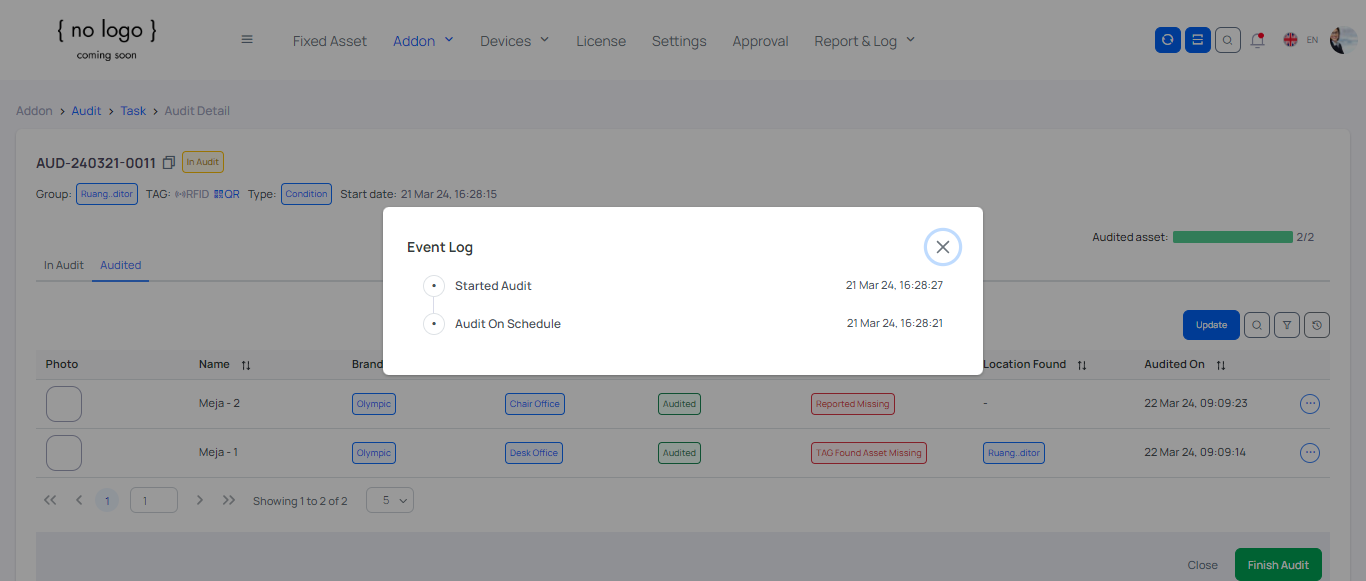 { no logo }
coming soon
Fixed Asset Addon Devices License Settings Approval Report & Log EN
Addon > Audit > Task > Audit Detail
AUD-240321-0011 In Audit
Group: Ruang..ditor TAG: RFID QR Type: Condition Start date: 21 Mar 24, 16:28:15
Audited asset: 2/2
In Audit Audited
Event Log
Started Audit 21 Mar 24, 16:28:27
Audit On Schedule 21 Mar 24, 16:28:21
Update
Photo Name Brand Location Found Audited On
Meja - 2 Olympic Chair Office Audited Reported Missing - 22 Mar 24, 09:09:23
Meja - 1 Olympic Desk Office Audited TAG Found Asset Missing Ruang..ditor 22 Mar 24, 09:09:14
1 1 Showing 1 to 2 of 2 5
Close Finish Audit